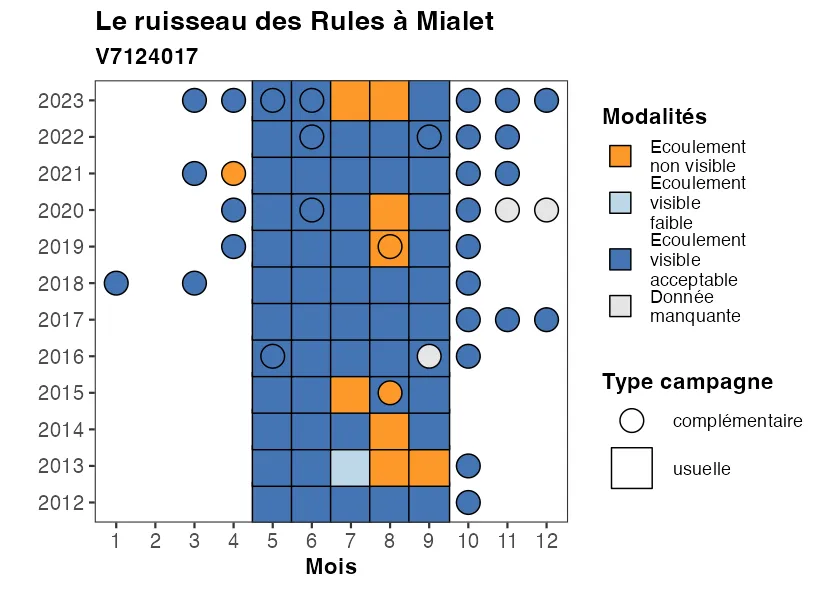 Le ruisseau des Rules à Mialet
V7124017
2023
2022
2021
2020
2019
2018
2017
2016
2015
2014
2013
2012
1 2 3 4 5 6 7 8 9 10 11 12
Mois
Modalités
Ecoulement
non visible
Ecoulement
visible
faible
Ecoulement
visible
acceptable
Donnée
manquante
Type campagne
complémentaire
usuelle